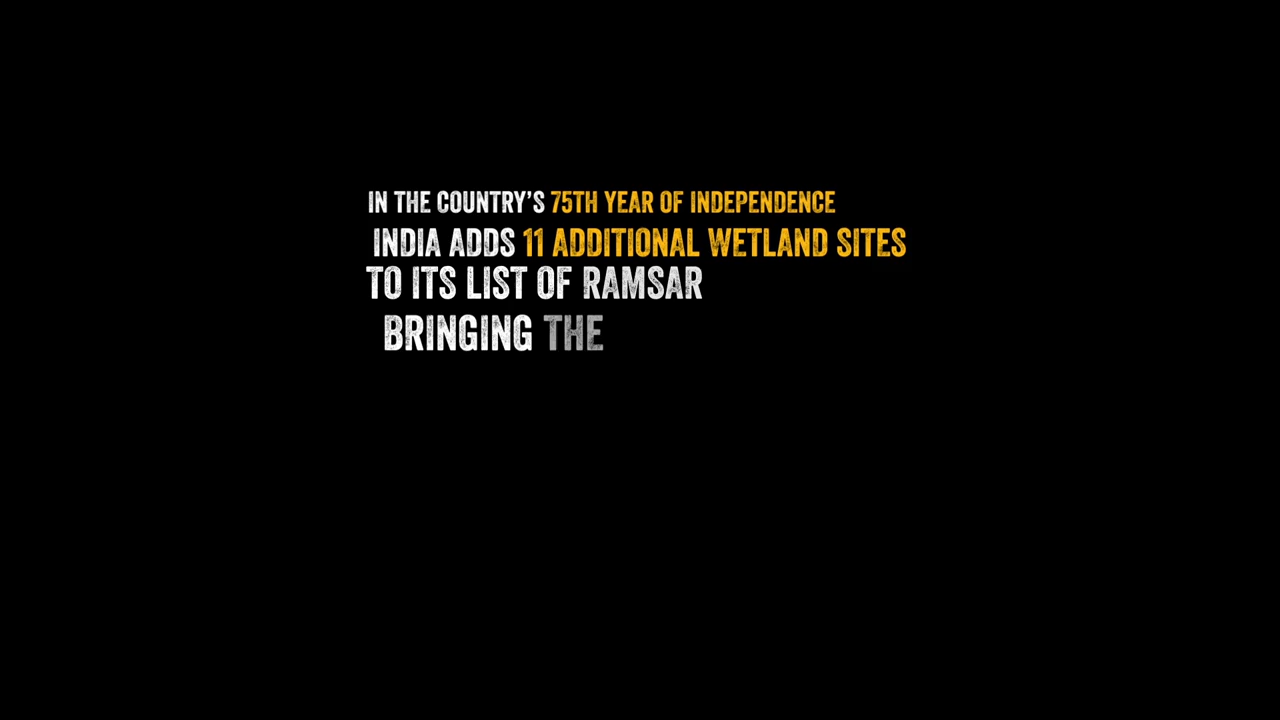 IN THE COUNTRY'S 75TH YEAR OF INDEPENDENCE
INDIA ADDS 11 ADDITIONAL WETLAND SITES
TO ITS LIST OF RAMSAR
BRINGING THE